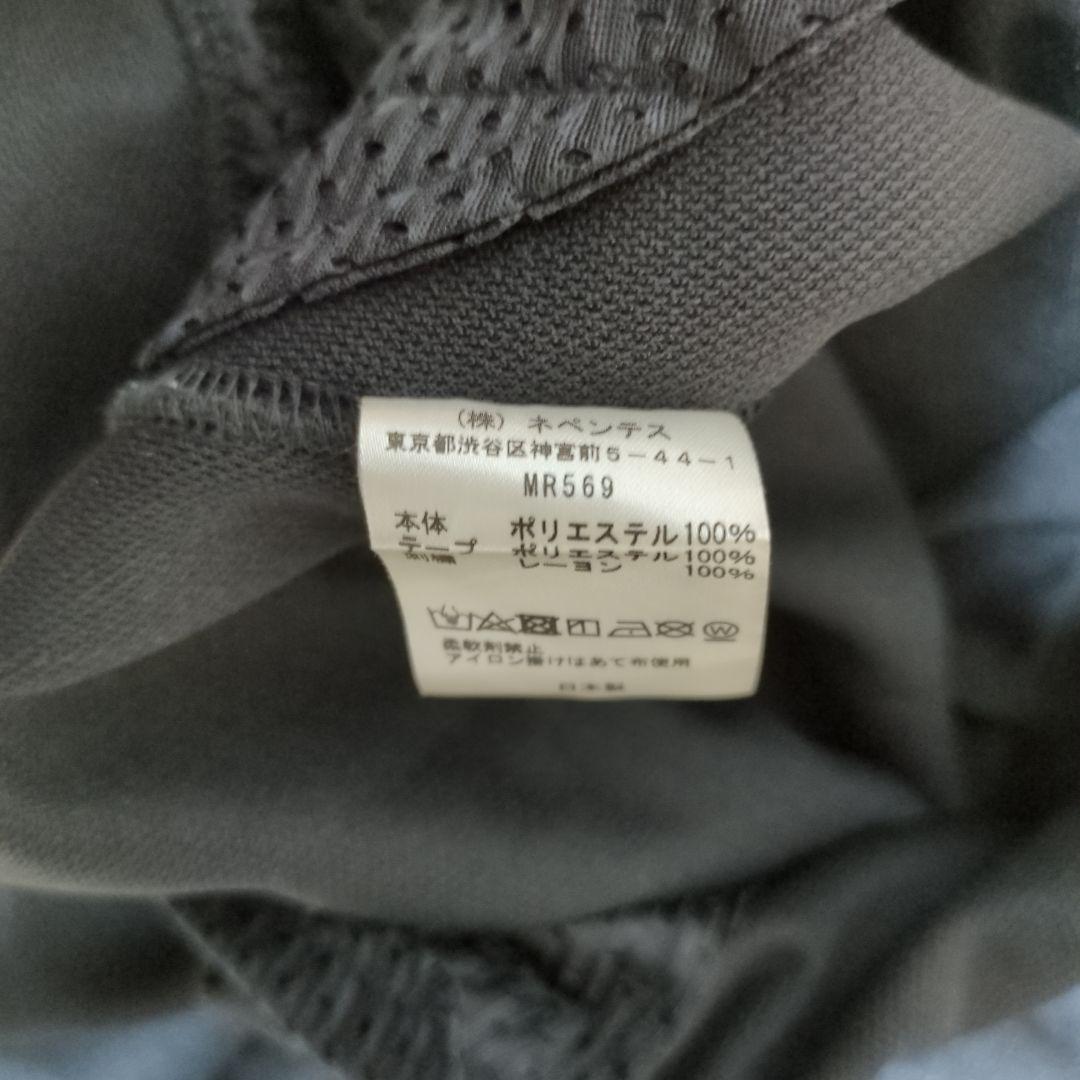 (株) ネペンテス
東京都渋谷区神宮前5-44-1
MR569
本体 ポリエステル100%
テープ ポリエステル100%
刺繍 レーヨン 100%
W
柔軟剤禁止
アイロン掛けはあて布使用
日本製